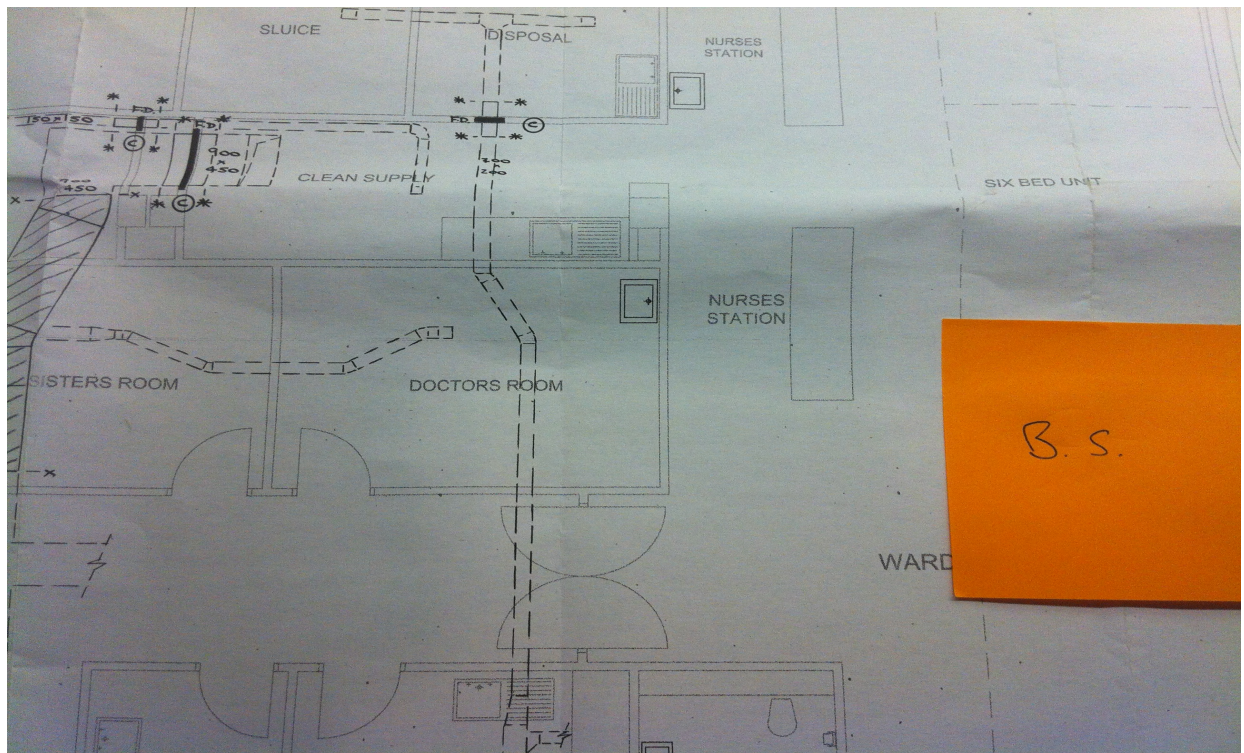 SLUICE
DISPOSAL
NURSES
STATION
F.D.
150x150
F.D.
F.D.
C
C
900
x
450
200
x
200
CLEAN SUPPLY
SIX BED UNIT
450
C
NURSES
STATION
SISTERS ROOM
DOCTORS ROOM
B. S.
WARD